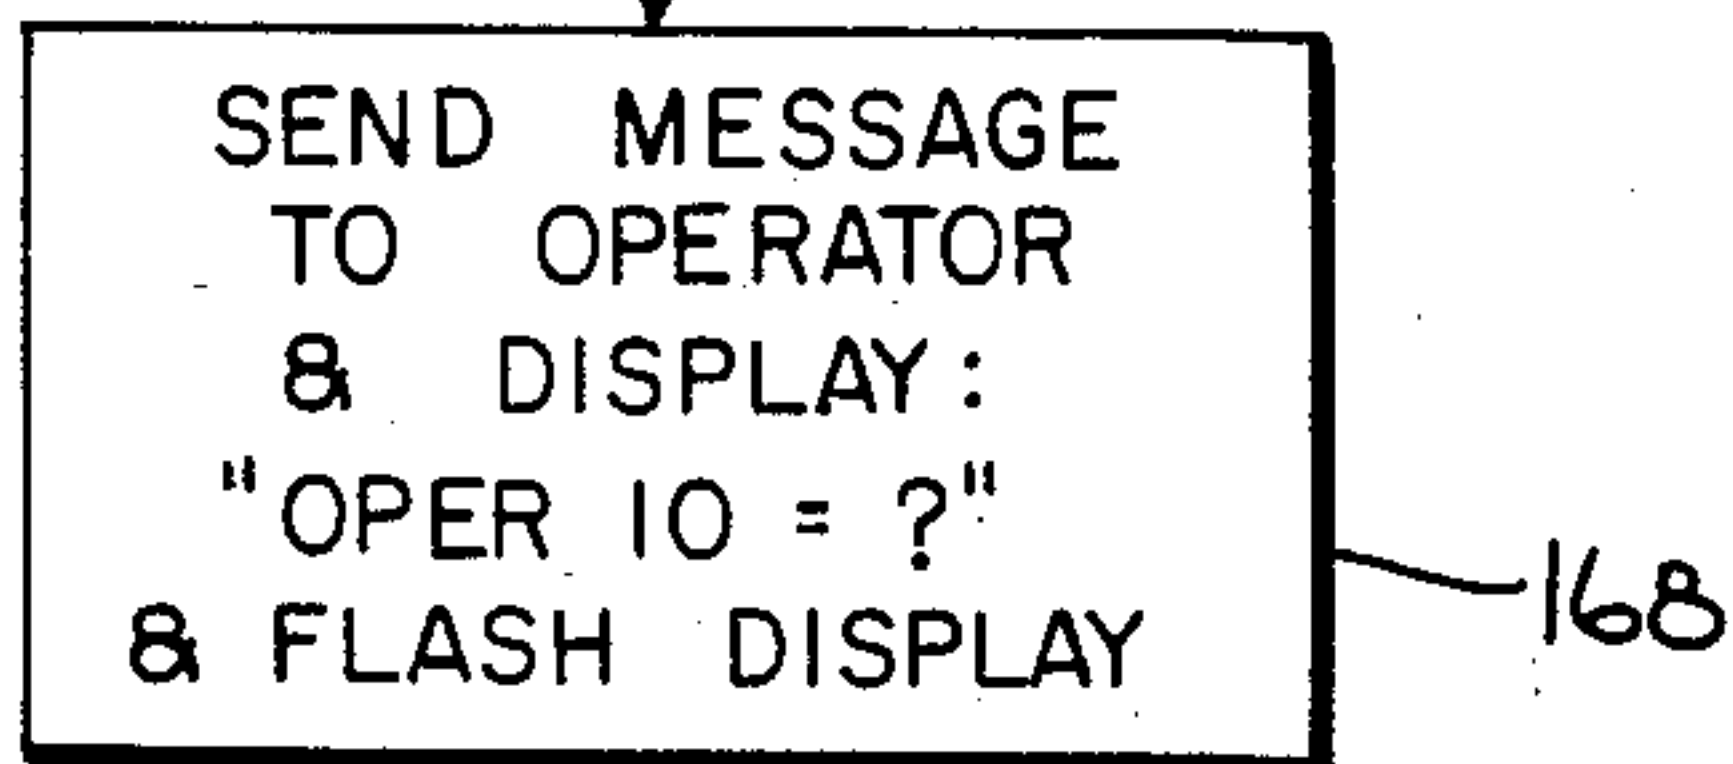 SEND MESSAGE
TO OPERATOR
& DISPLAY:
"OPER 10 = ?"
& FLASH DISPLAY
168